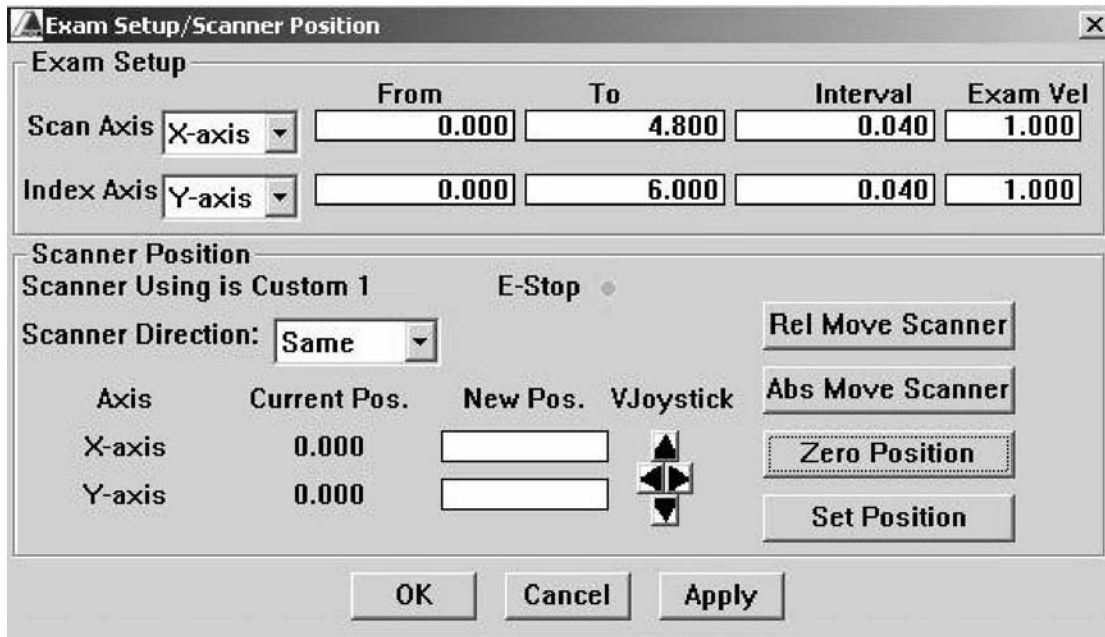 Exam Setup/Scanner Position
Exam Setup
From To Interval Exam Vel
Scan Axis X-axis 0.000 4.800 0.040 1.000
Index Axis Y-axis 0.000 6.000 0.040 1.000
Scanner Position
Scanner Using is Custom 1 E-Stop
Scanner Direction: Same
Rel Move Scanner
Axis Current Pos. New Pos. VJoystick
Abs Move Scanner
X-axis 0.000
Zero Position
Y-axis 0.000
Set Position
OK Cancel Apply